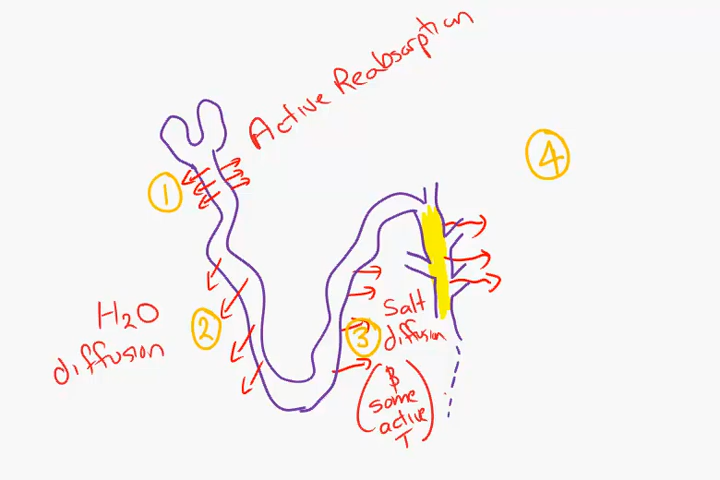 Active Reabsorption
1
4
H2O
diffusion
2
3
Salt
diffusion
&
some
active
T